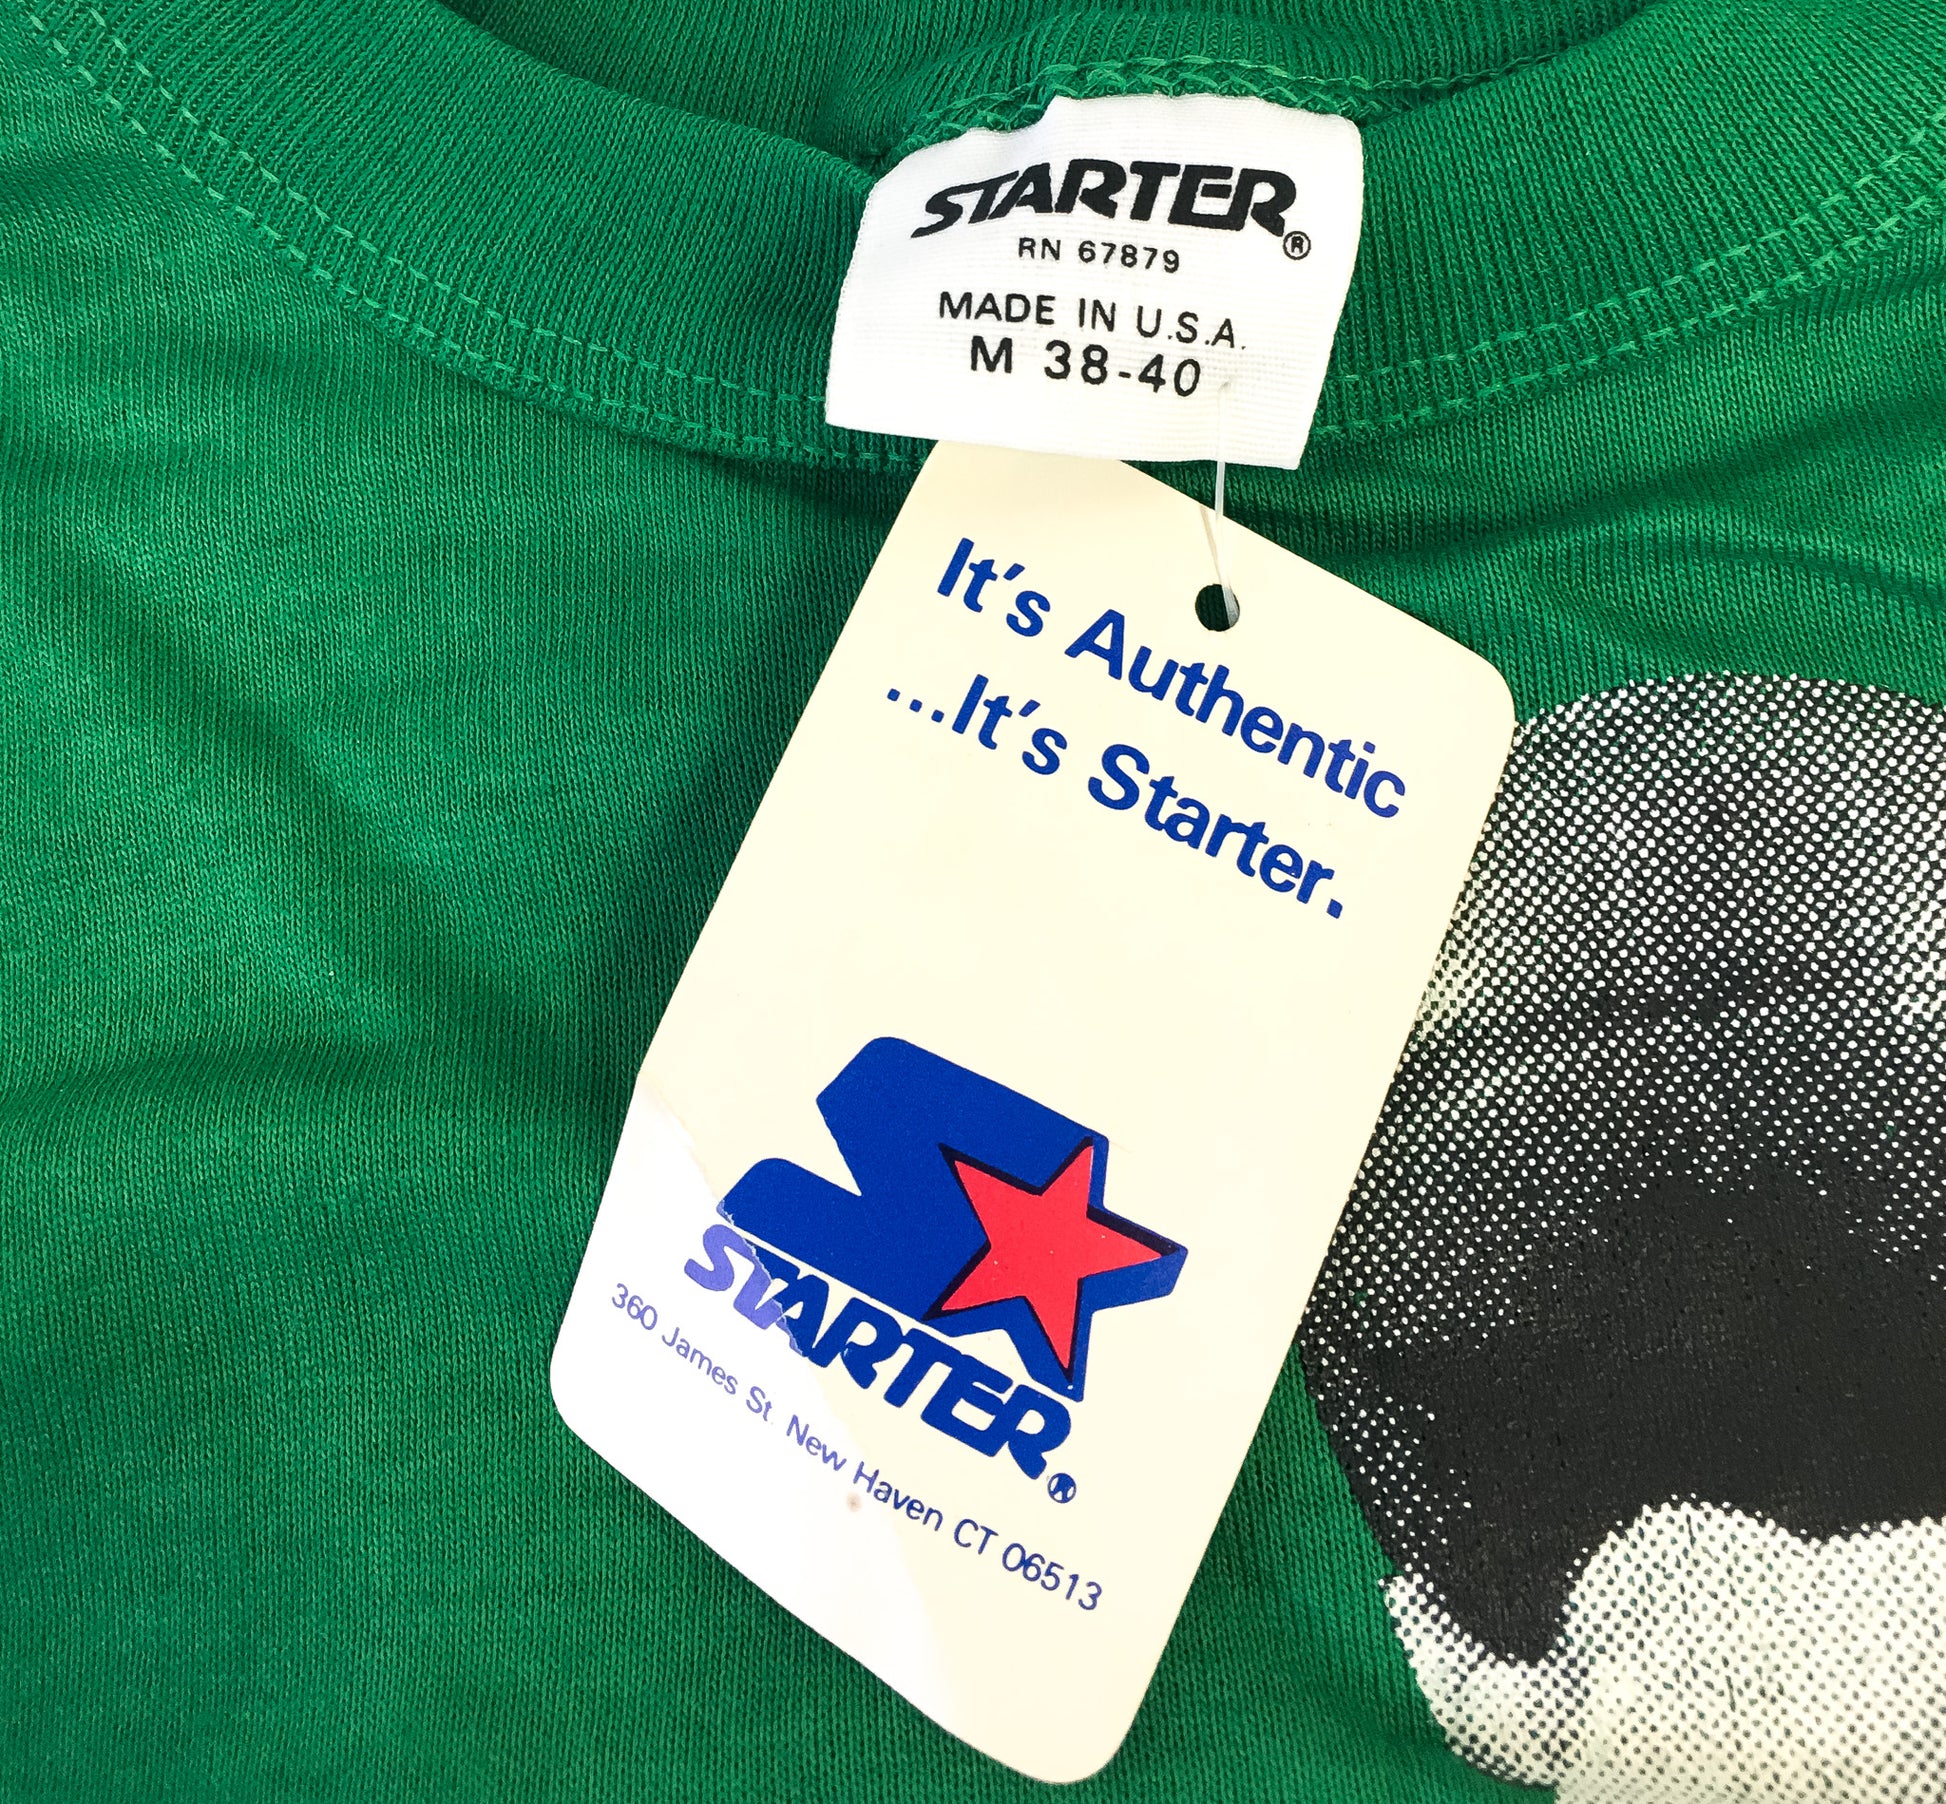 STARTER®
RN 67879
MADE IN U.S.A.
M 38-40
It's Authentic
...It's Starter.
STARTER®
360 James St. New Haven CT 06513